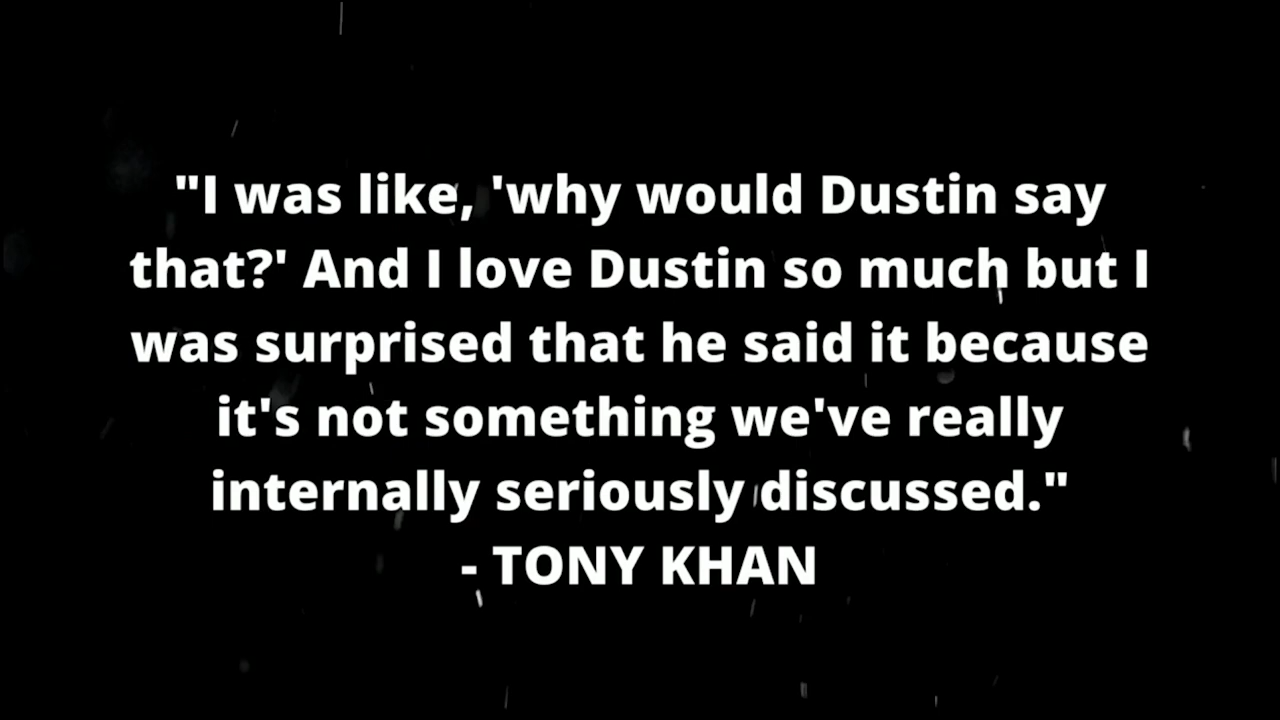 "I was like, 'why would Dustin say
that?' And I love Dustin so much but I
was surprised that he said it because
it's not something we've really
internally seriously discussed."
- TONY KHAN